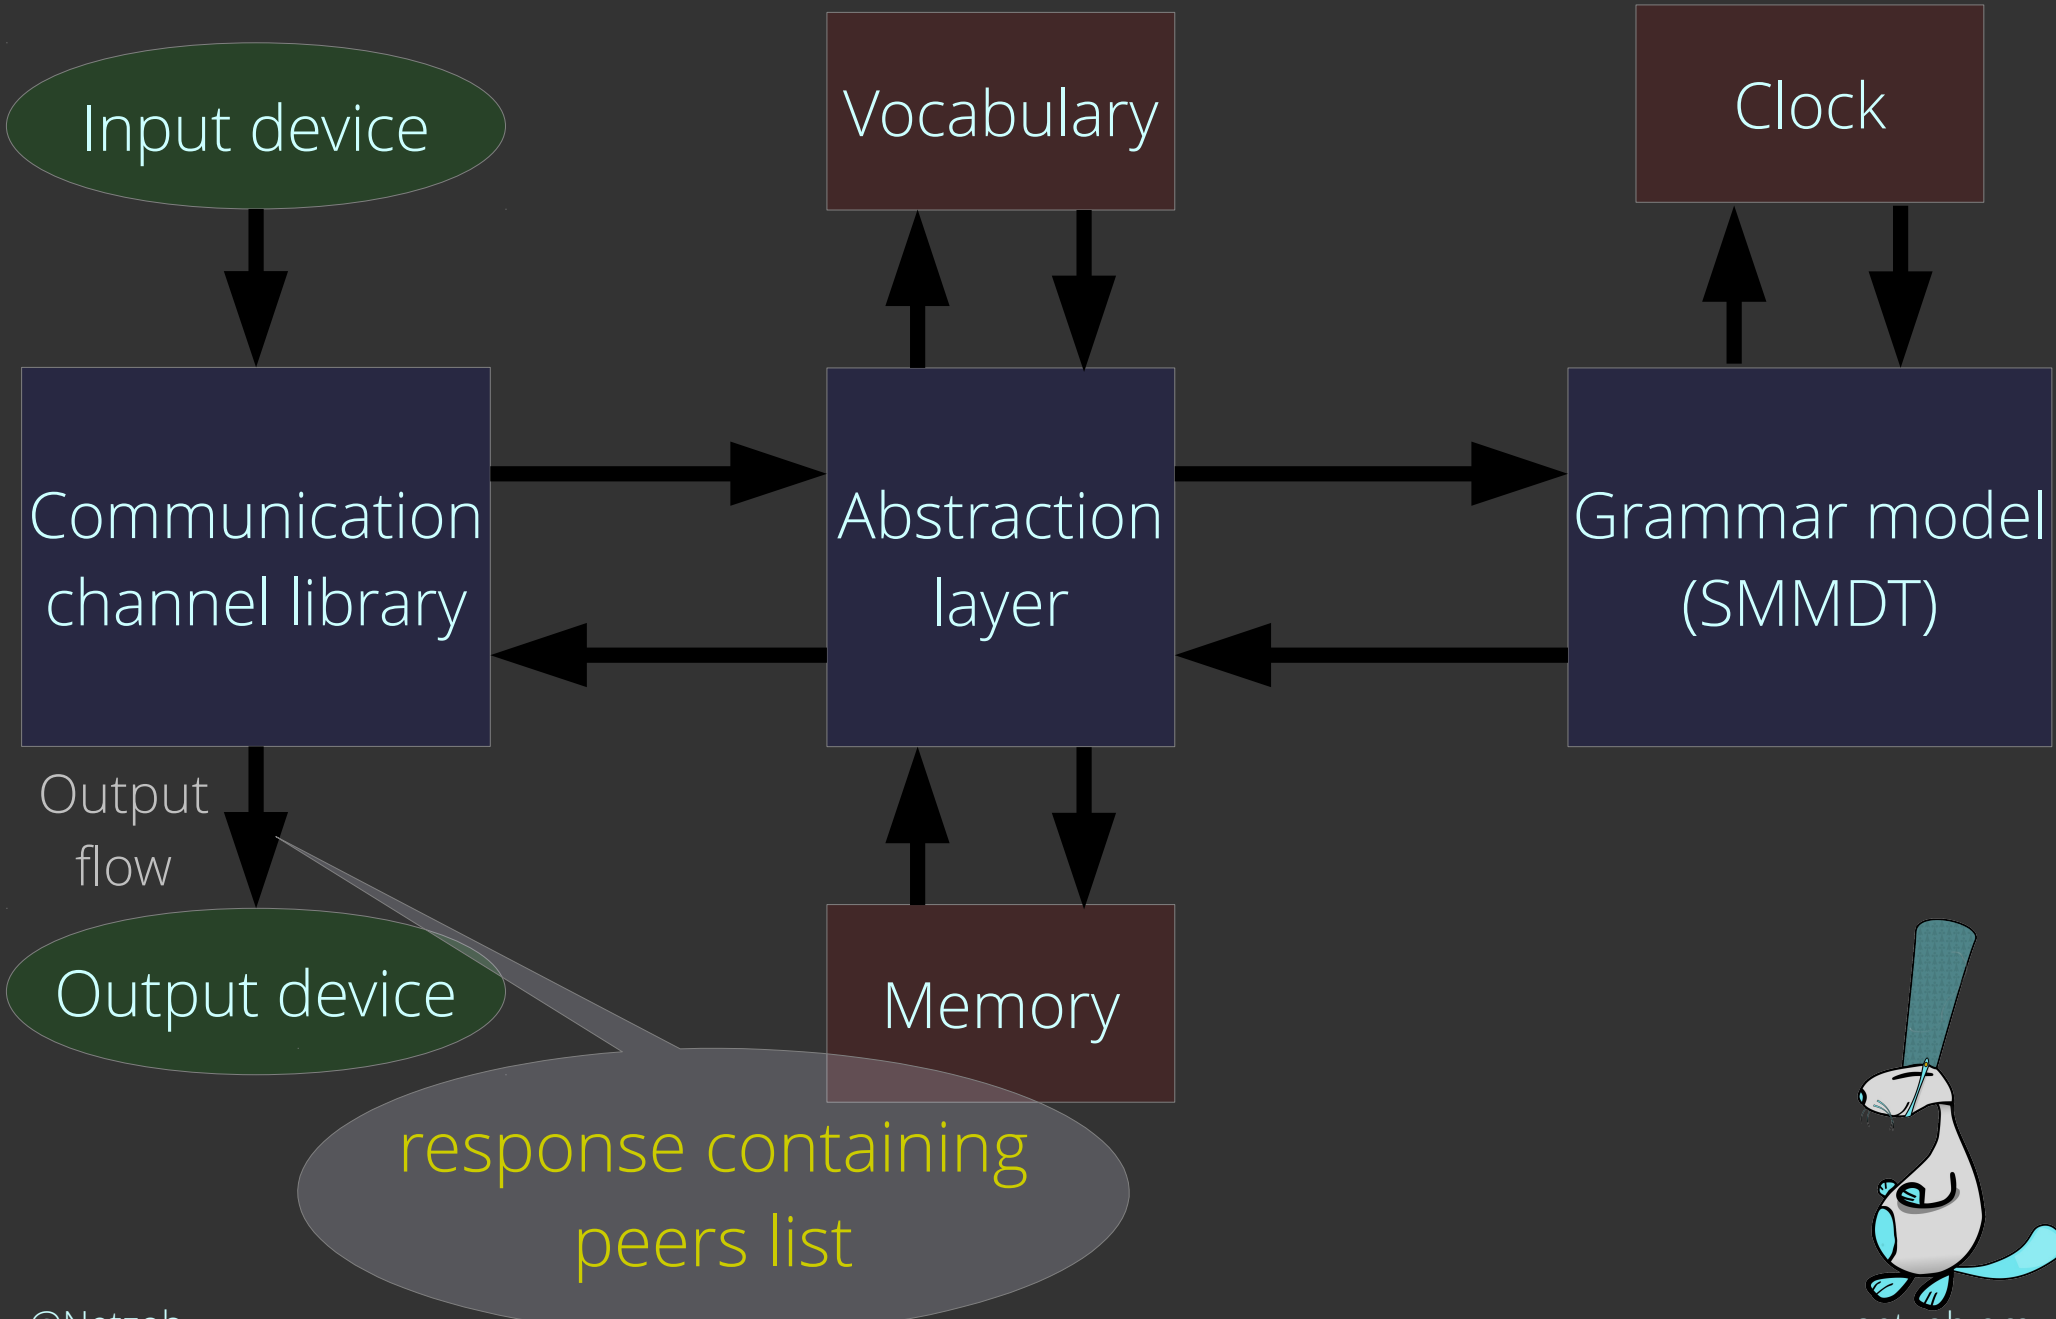 Input device
Vocabulary
Clock
Communication
channel library
Abstraction
layer
Grammar model
(SMMDT)
Output
flow
Output device
Memory
response containing
peers list
@Netzob